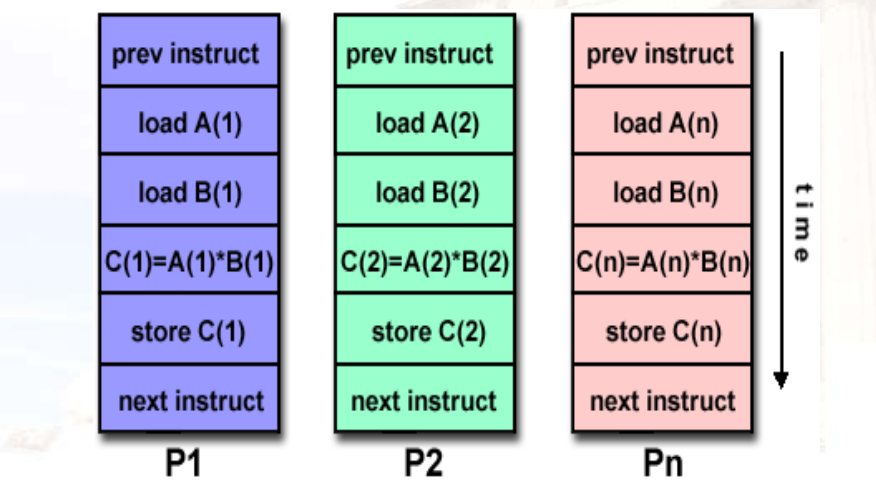 prev instruct
load A(1)
load B(1)
C(1)=A(1)*B(1)
store C(1)
next instruct
P1
prev instruct
load A(2)
load B(2)
C(2)=A(2)*B(2)
store C(2)
next instruct
P2
prev instruct
load A(n)
load B(n)
C(n)=A(n)*B(n)
store C(n)
next instruct
Pn
time